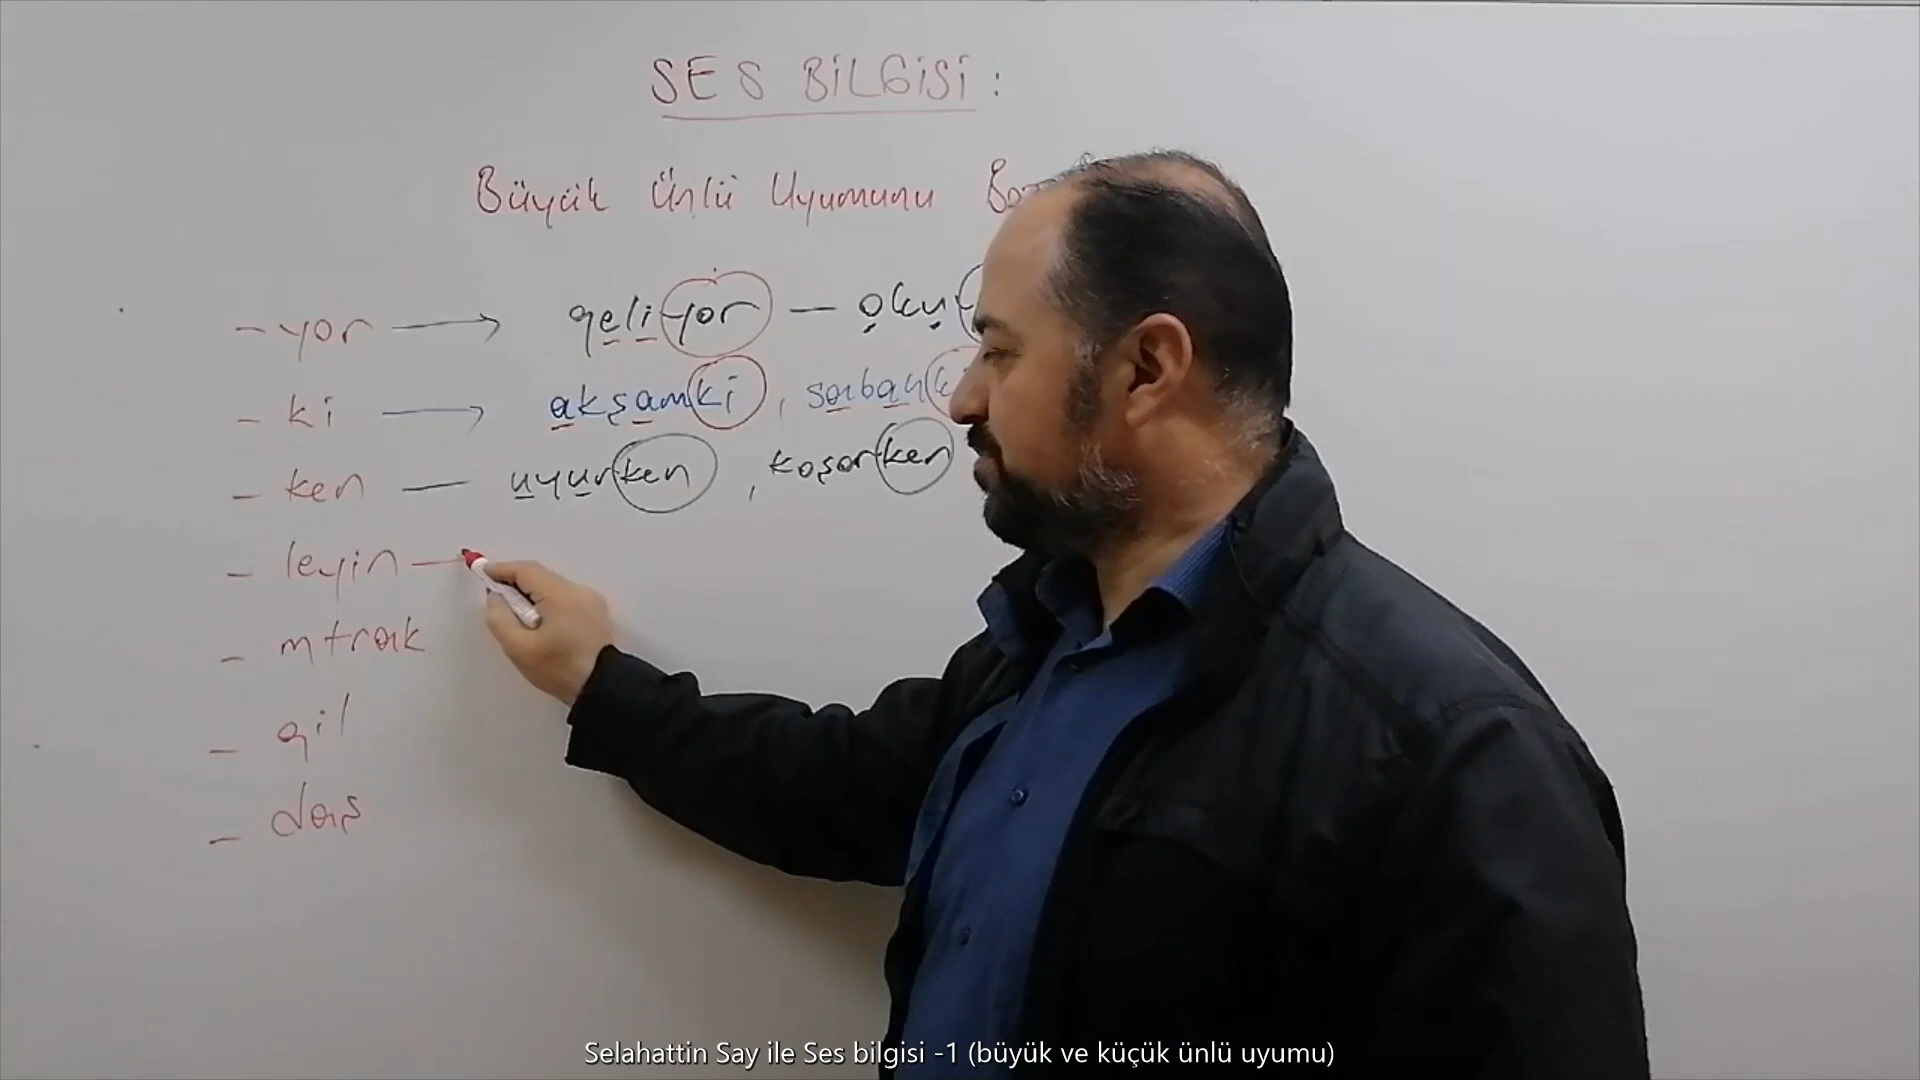 SES BİLGİSİ:
Büyük Ünlü Uyumunu
- yor → geliyor - oku
- ki → akşamki, sabahki
- ken - uyurken, koşarken
- leyin -
- mtrak
- gil
- daş
Selahattin Say ile Ses bilgisi -1 (büyük ve küçük ünlü uyumu)